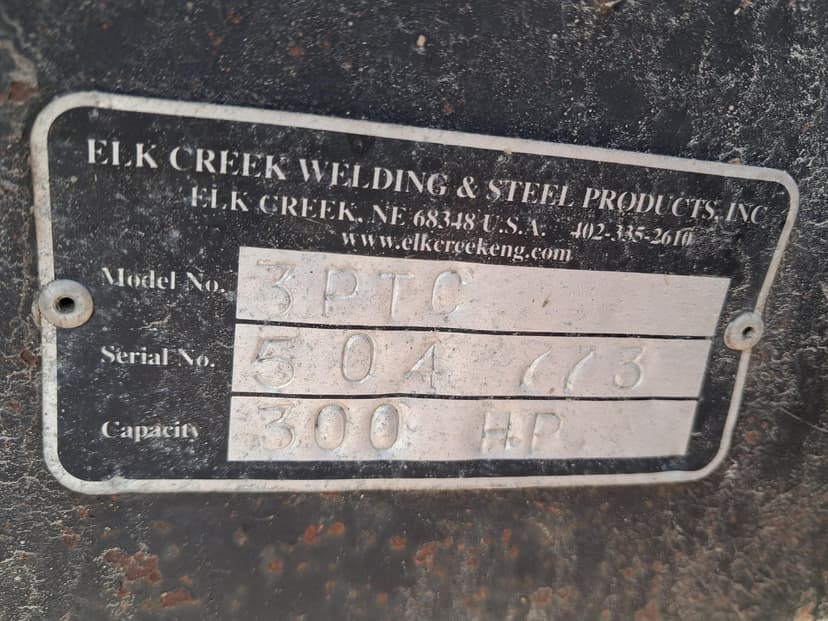 ELK CREEK WELDING & STEEL PRODUCTS, INC
ELK CREEK, NE 68348 U.S.A. 402-335-2610
www.elkcreekeng.com
Model No. 3PTC
Serial No. 504 113
Capacity 300 HP